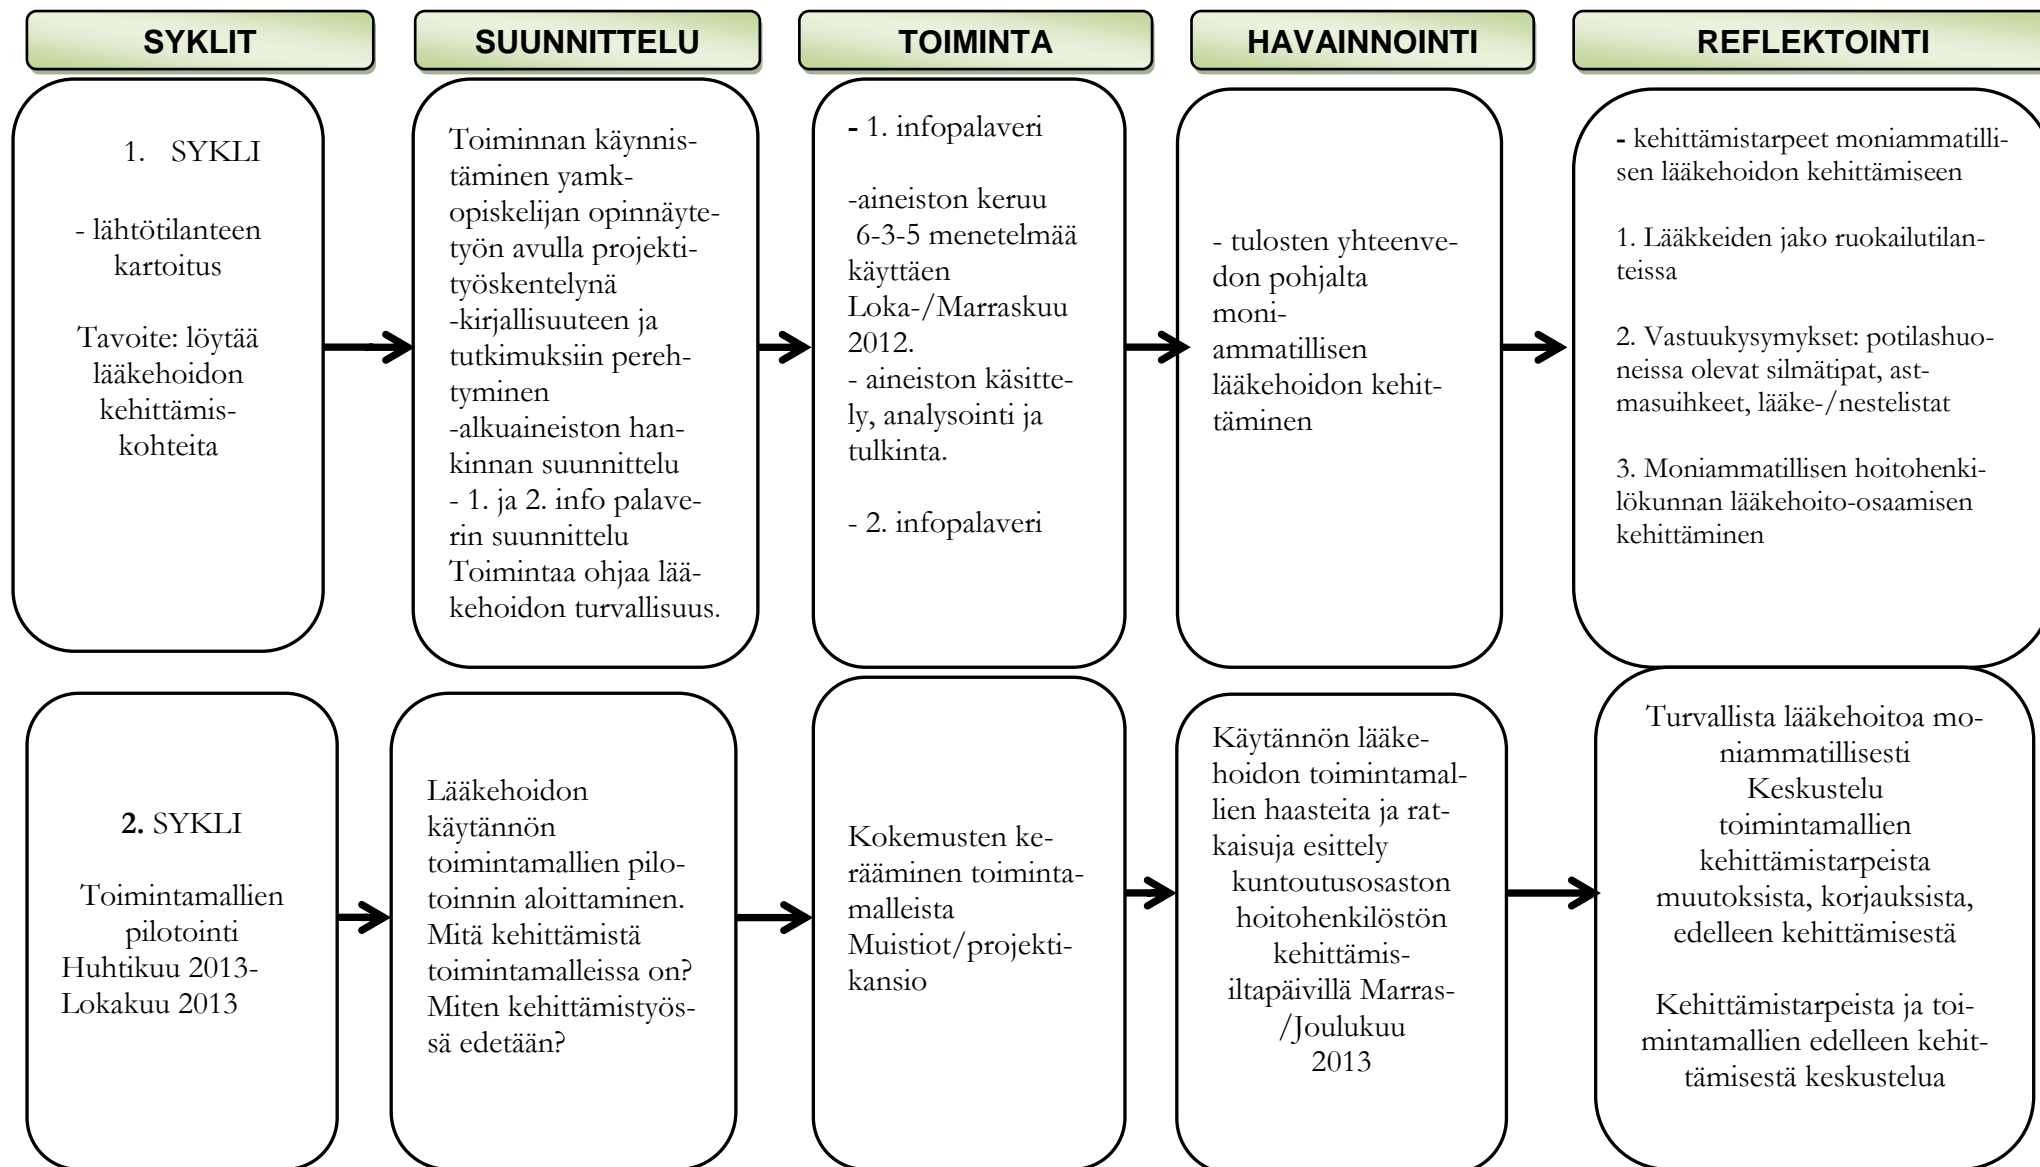 SYKLIT
SUUNNITTELU
TOIMINTA
HAVAINNOINTI
REFLEKTOINTI
1. SYKLI
- lähtötilanteen
kartoitus
Tavoite: löytää
lääkehoidon
kehittämis-
kohteita
Toiminnan käynnis-
täminen yamk-
opiskelijan opinnäyte-
työn avulla projekti-
työskentelynä
-kirjallisuuteen ja
tutkimuksiin pereh-
tyminen
-alkuaineiston han-
kinnan suunnittelu
- 1. ja 2. info palave-
rin suunnittelu
Toimintaa ohjaa lää-
kehoidon turvallisuus.
- 1. infopalaveri
-aineiston keruu
6-3-5 menetelmää
käyttäen
Loka-/Marraskuu
2012.
- aineiston käsitte-
ly, analysointi ja
tulkinta.
- 2. infopalaveri
- tulosten yhteenve-
don pohjalta
moni-
ammatillisen
lääkehoidon kehit-
täminen
- kehittämistarpeet moniammatilli-
sen lääkehoidon kehittämiseen
1. Lääkkeiden jako ruokailutilan-
teissa
2. Vastuukysymykset: potilashuo-
neissa olevat silmätipat, ast-
masuihkeet, lääke-/nestelistat
3. Moniammatillisen hoitohenki-
lökunnan lääkehoito-osaamisen
kehittäminen
2. SYKLI
Toimintamallien
pilotointi
Huhtikuu 2013-
Lokakuu 2013
Lääkehoidon
käytännön
toimintamallien pilo-
toinnin aloittaminen.
Mitä kehittämistä
toimintamalleissa on?
Miten kehittämistyös-
sä edetään?
Kokemusten ke-
rääminen toiminta-
malleista
Muistiot/projekti-
kansio
Käytännön lääke-
hoidon toimintamal-
lien haasteita ja rat-
kaisuja esittely
kuntoutusosaston
hoitohenkilöstön
kehittämis-
iltapäivillä Marras-
/Joulukuu
2013
Turvallista lääkehoitoa mo-
niammatillisesti
Keskustelu
toimintamallien
kehittämistarpeista
muutoksista, korjauksista,
edelleen kehittämisestä
Kehittämistarpeista ja toi-
mintamallien edelleen kehit-
tämisestä keskustelua